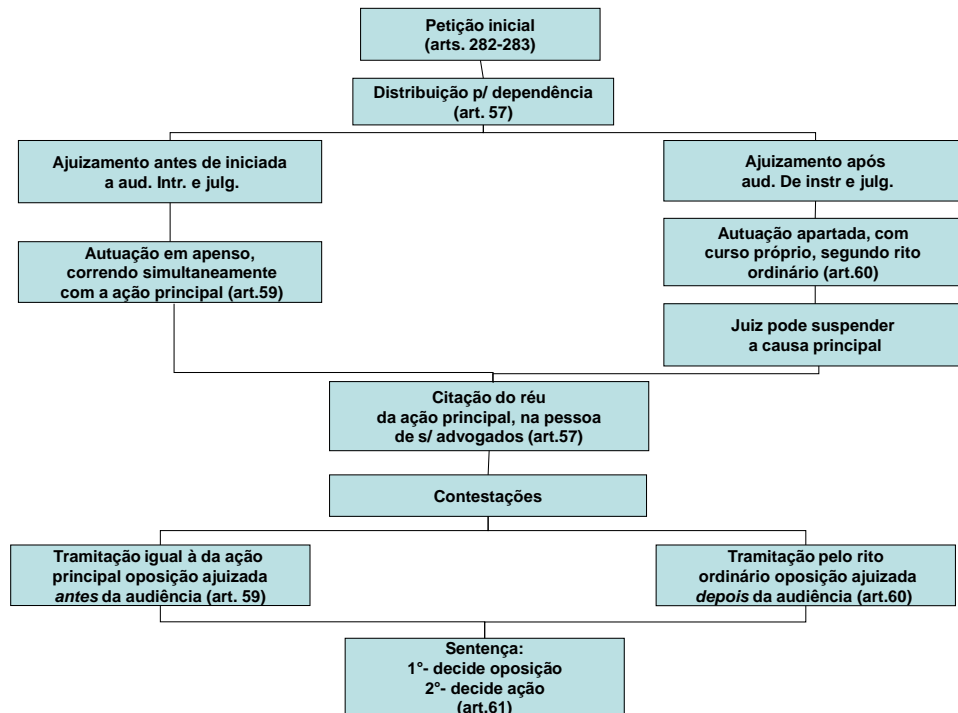 Petição inicial
(arts. 282-283)
Distribuição p/ dependência
(art. 57)
Ajuizamento antes de iniciada
a aud. Intr. e julg.
Ajuizamento após
aud. De instr e julg.
Autuação em apenso,
correndo simultaneamente
com a ação principal (art.59)
Autuação apartada, com
curso próprio, segundo rito
ordinário (art.60)
Juiz pode suspender
a causa principal
Citação do réu
da ação principal, na pessoa
de s/ advogados (art.57)
Contestações
Tramitação igual à da ação
principal oposição ajuizada
antes da audiência (art. 59)
Tramitação pelo rito
ordinário oposição ajuizada
depois da audiência (art.60)
Sentença:
1°- decide oposição
2°- decide ação
(art.61)